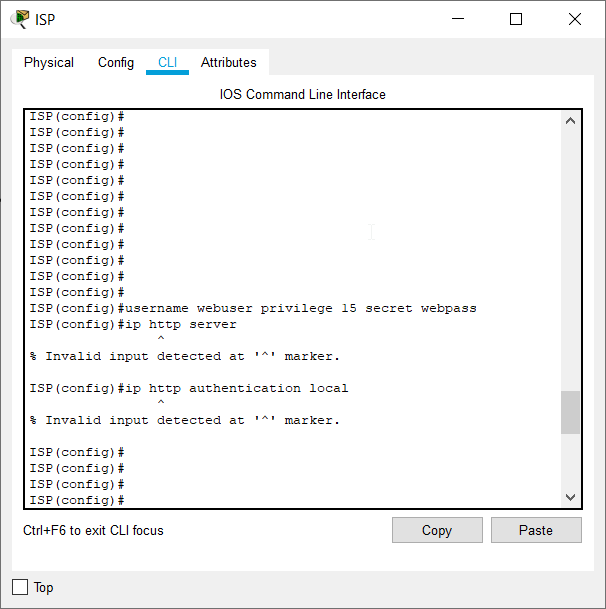 ISP
Physical Config CLI Attributes
IOS Command Line Interface
ISP(config)#
ISP(config)#
ISP(config)#
ISP(config)#
ISP(config)#
ISP(config)#
ISP(config)#
ISP(config)#
ISP(config)#
ISP(config)#
ISP(config)#
ISP(config)#
ISP(config)#username webuser privilege 15 secret webpass
ISP(config)#ip http server
^
% Invalid input detected at '^' marker.
ISP(config)#ip http authentication local
^
% Invalid input detected at '^' marker.
ISP(config)#
ISP(config)#
ISP(config)#
ISP(config)#
Ctrl+F6 to exit CLI focus
Copy
Paste
Top